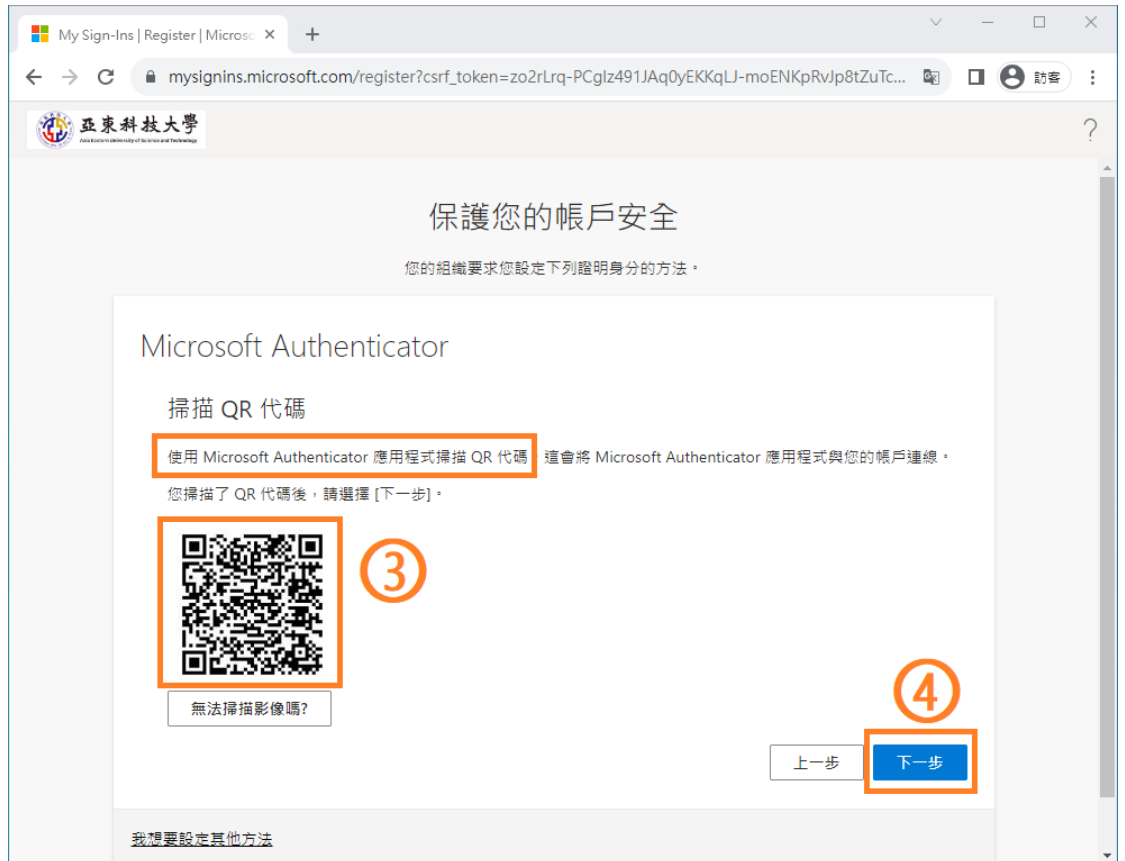 My Sign-Ins | Register | Microsc
mysignins.microsoft.com/register?csrf_token=zo2rLrq-PCgIz491JAq0yEKKqLJ-moENKpRvJp8tZuTc...
訪客
亞東科技大學
Asia Eastern University of Science and Technology
?
保護您的帳戶安全
您的組織要求您設定下列證明身分的方法。
Microsoft Authenticator
掃描 QR 代碼
使用 Microsoft Authenticator 應用程式掃描 QR 代碼。這會將 Microsoft Authenticator 應用程式與您的帳戶連線。
您掃描了 QR 代碼後，請選擇 [下一步]。
③
無法掃描影像嗎?
④
上一步
下一步
我想要設定其他方法